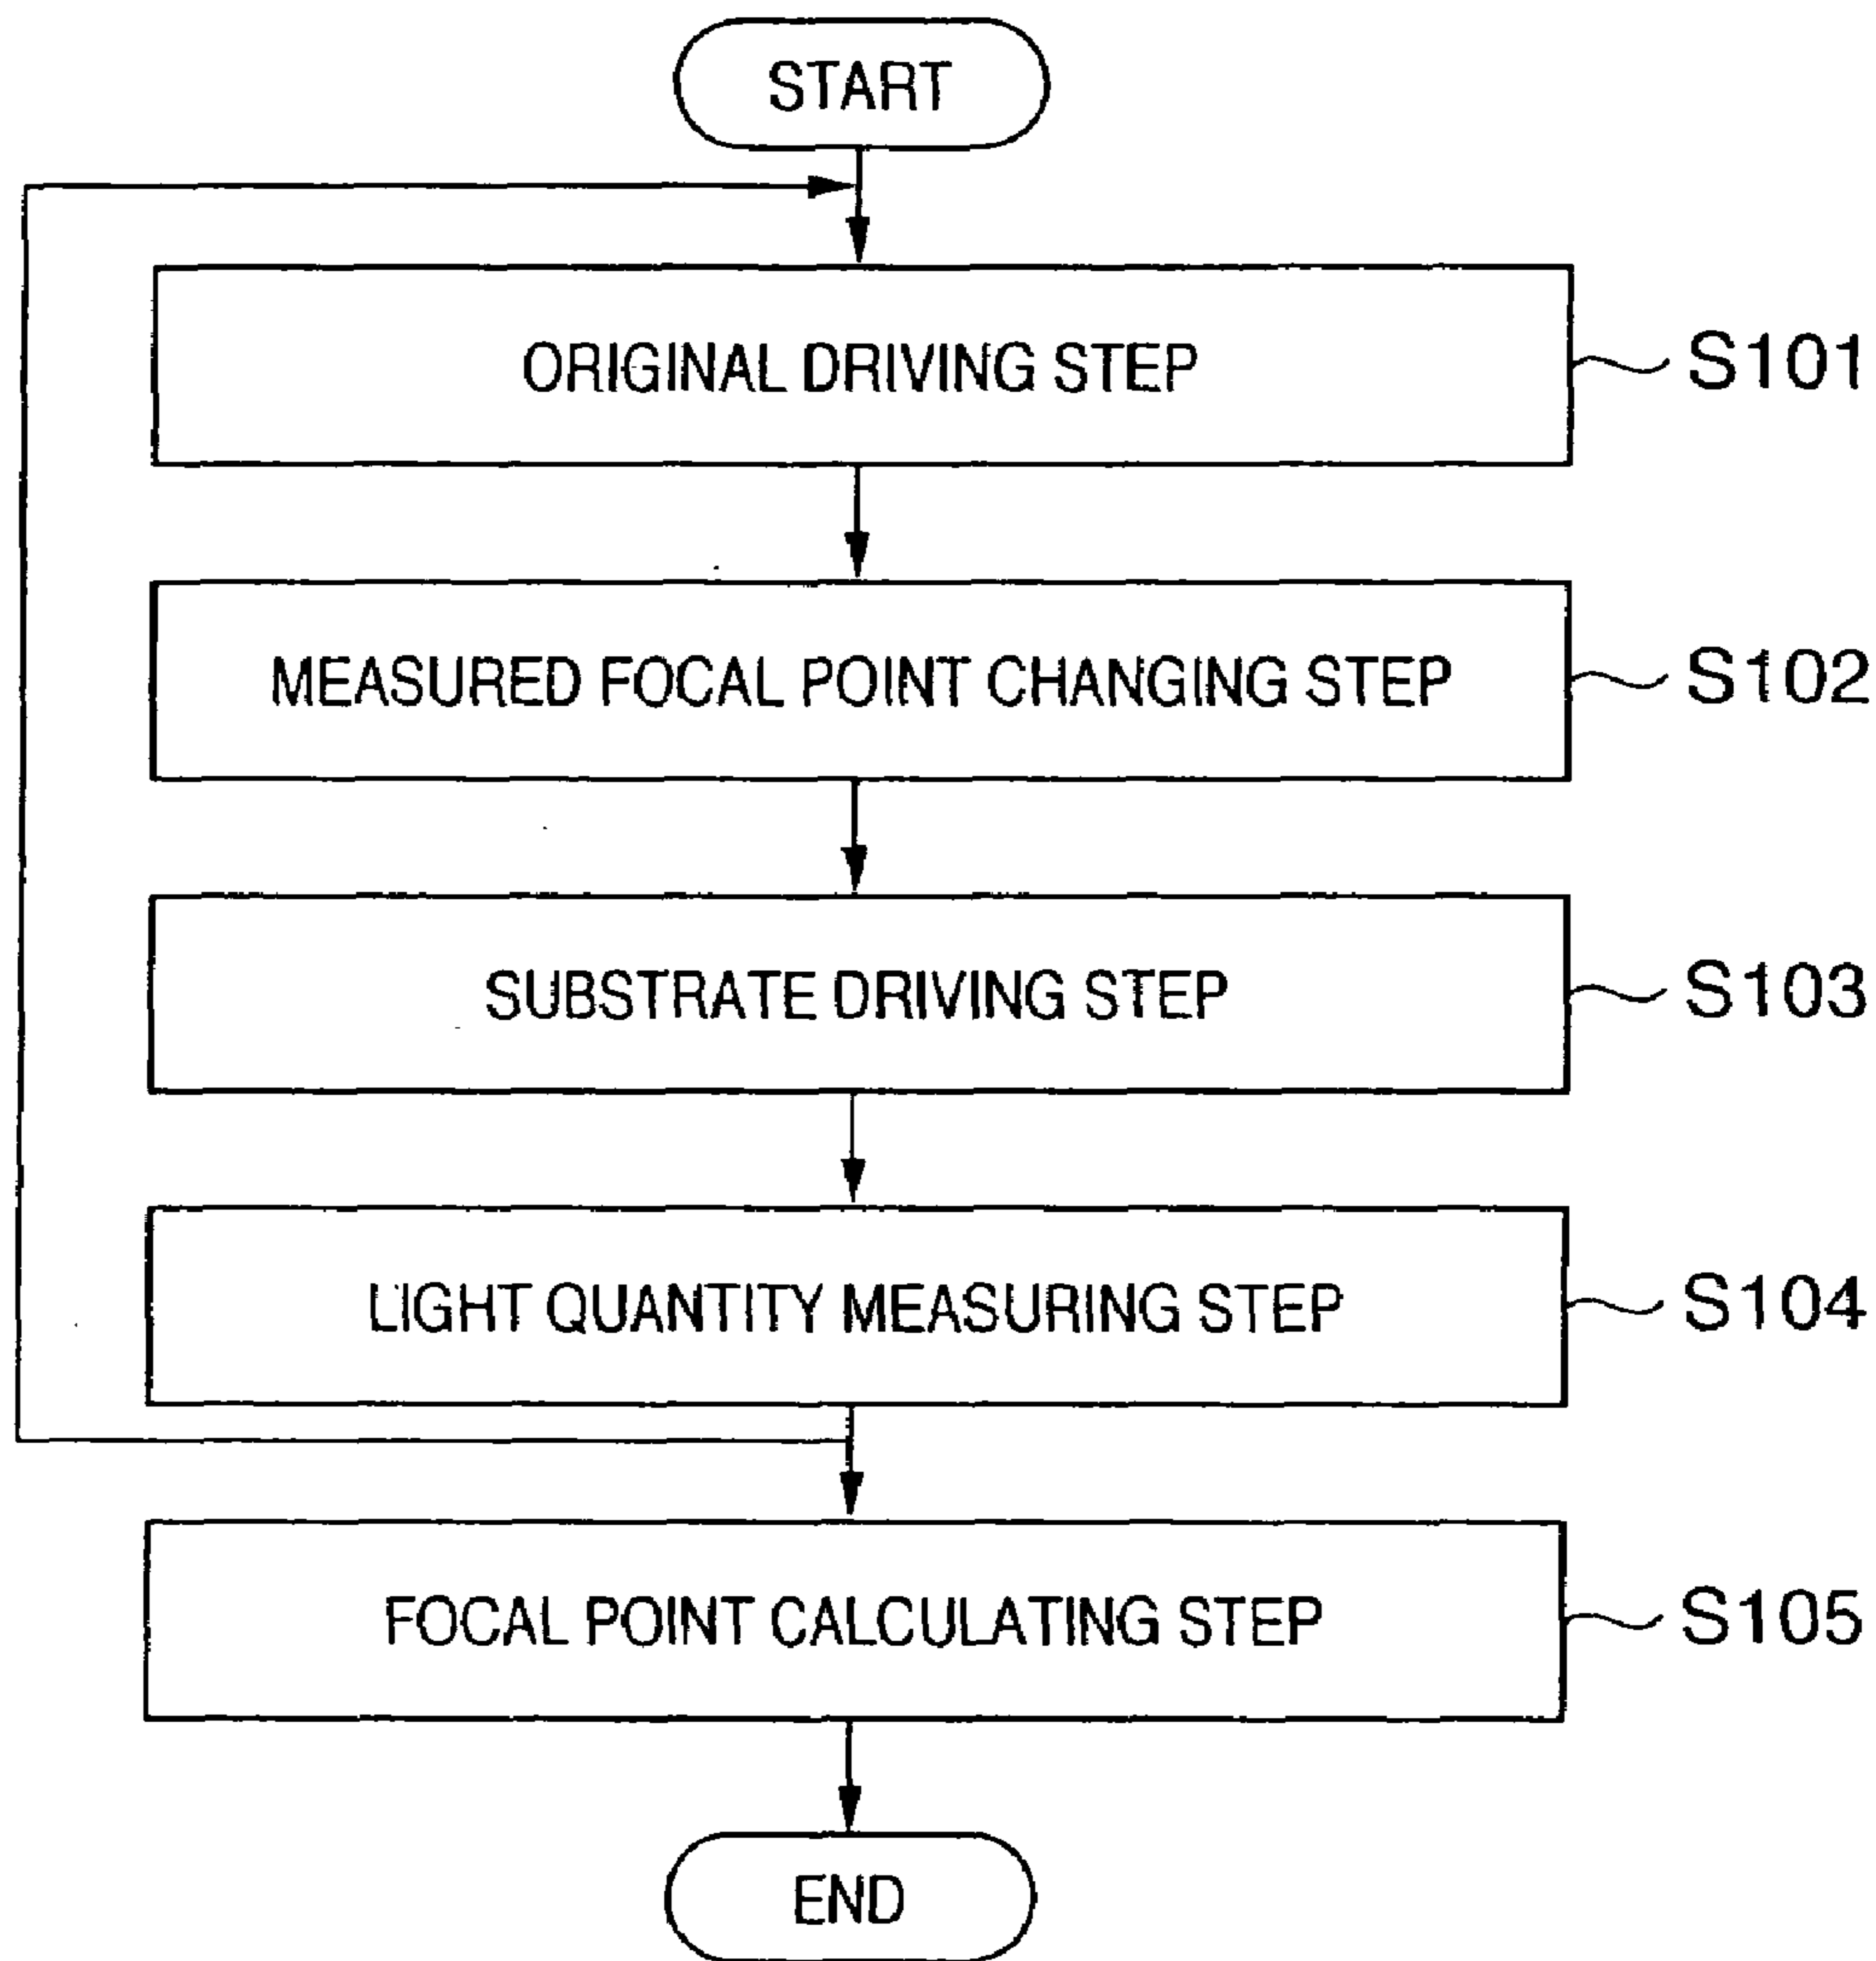 START
ORIGINAL DRIVING STEP
S101
MEASURED FOCAL POINT CHANGING STEP
S102
SUBSTRATE DRIVING STEP
S103
LIGHT QUANTITY MEASURING STEP
S104
FOCAL POINT CALCULATING STEP
S105
END